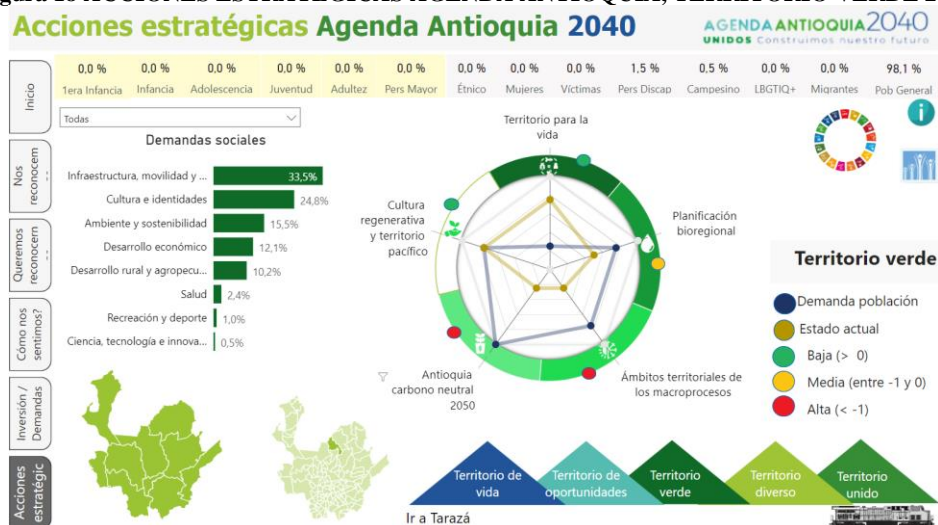 Acciones estratégicas Agenda Antioquia 2040
AGENDA ANTIOQUIA 2040
UNIDOS Construimos nuestro futuro
0,0 % 0,0 % 0,0 % 0,0 % 0,0 % 0,0 % 0,0 % 0,0 % 0,0 % 1,5 % 0,5 % 0,0 % 0,0 % 98,1 %
1era Infancia Infancia Adolescencia Juventud Adultez Pers Mayor Étnico Mujeres Víctimas Pers Discap Campesino LBGTIQ+ Migrantes Pob General
Inicio
Nos
reconocem
Queremos
reconocern
Cómo nos
sentimos?
Inversión /
Demandas
Acciones
estratégic
Todas
Demandas sociales
Infraestructura, movilidad y ... 33,5%
Cultura e identidades 24,8%
Ambiente y sostenibilidad 15,5%
Desarrollo económico 12,1%
Desarrollo rural y agropecu... 10,2%
Salud 2,4%
Recreación y deporte 1,0%
Ciencia, tecnología e innova... 0,5%
Territorio para la
vida
Planificación
bioregional
Ámbitos territoriales de
los macroprocesos
Antioquia
carbono neutral
2050
Cultura
regenerativa
y territorio
pacífico
i
Territorio verde
Demanda población
Estado actual
Baja (> 0)
Media (entre -1 y 0)
Alta (< -1)
Territorio de
vida
Territorio de
oportunidades
Territorio
verde
Territorio
diverso
Territorio
unido
Ir a Tarazá